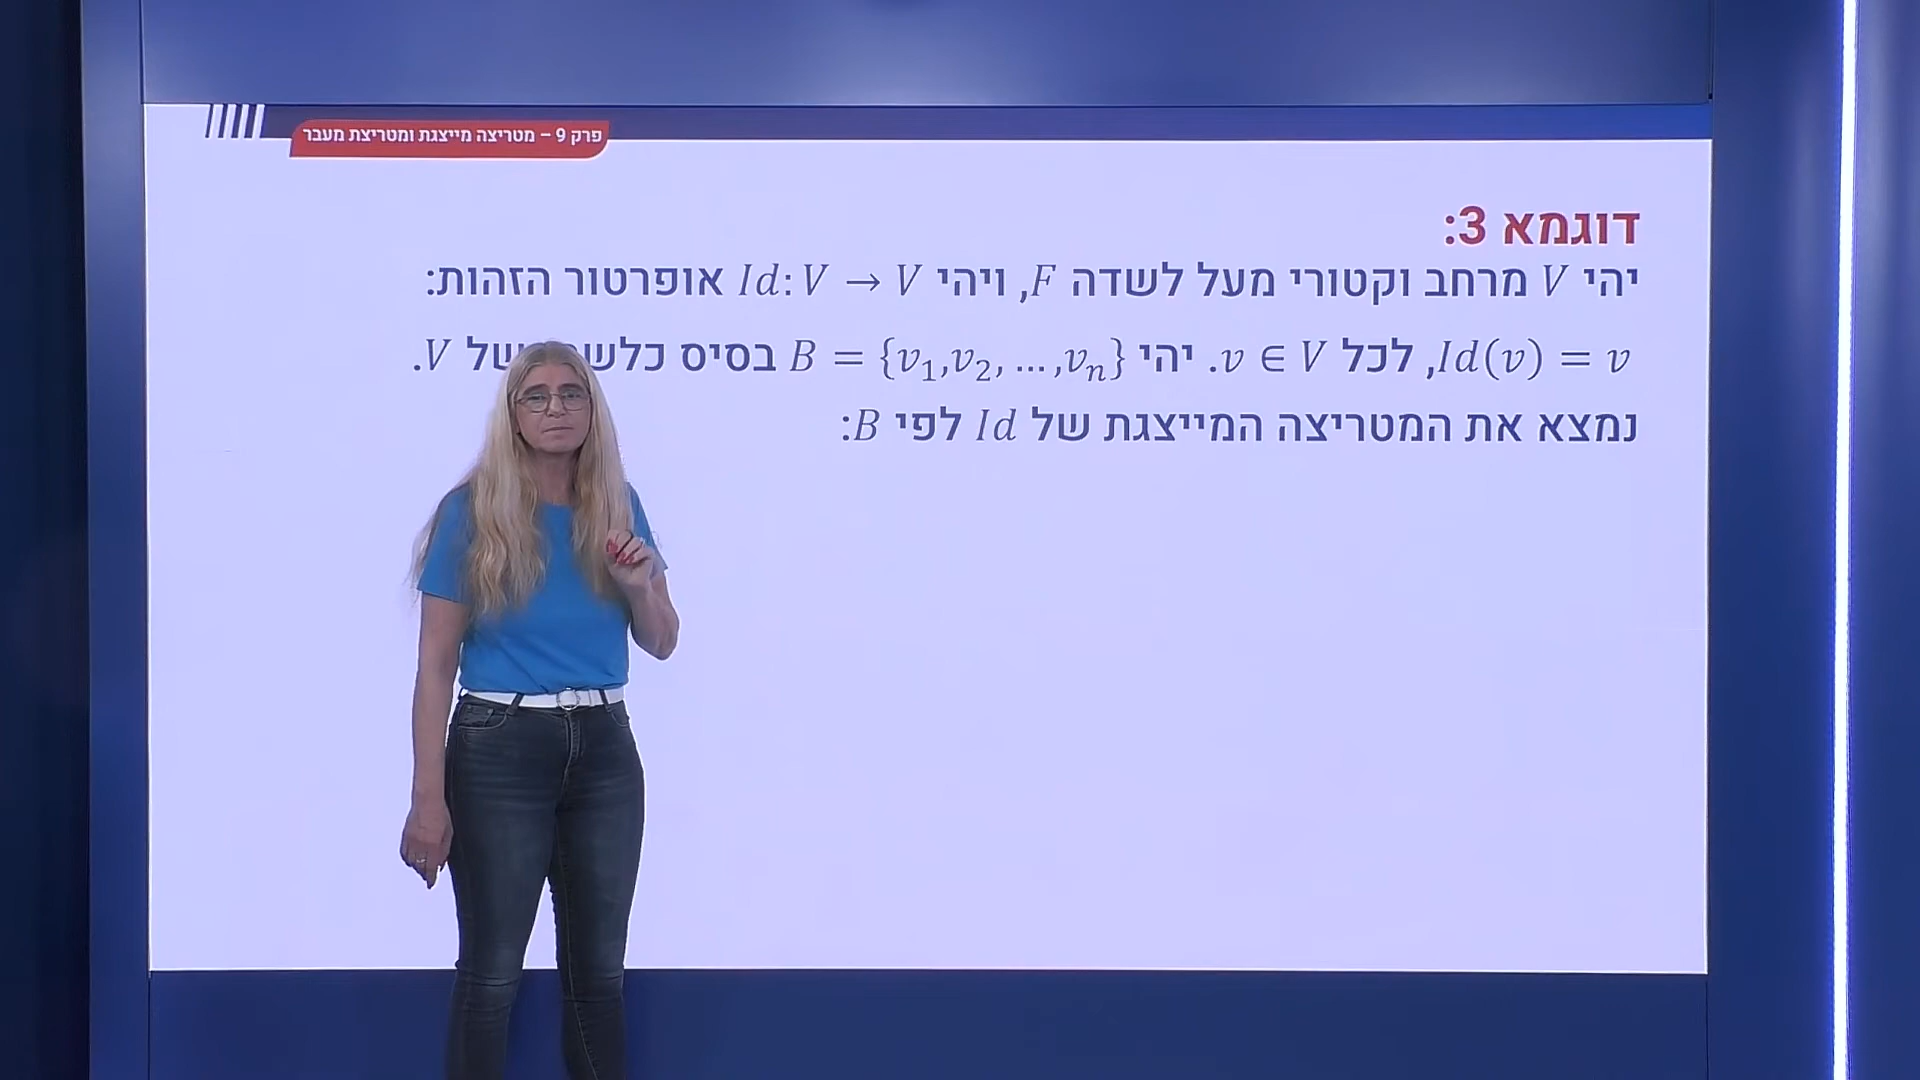 פרק 9 – מטריצה מייצגת ומטריצת מעבר
דוגמא 3:
יהי V מרחב וקטורי מעל לשדה F, ויהי Id: V → V אופרטור הזהות:
Id(v) = v, לכל v ∈ V. יהי B = {v₁,v₂, … ,vₙ} בסיס של V.
נמצא את המטריצה המייצגת של Id לפי B: